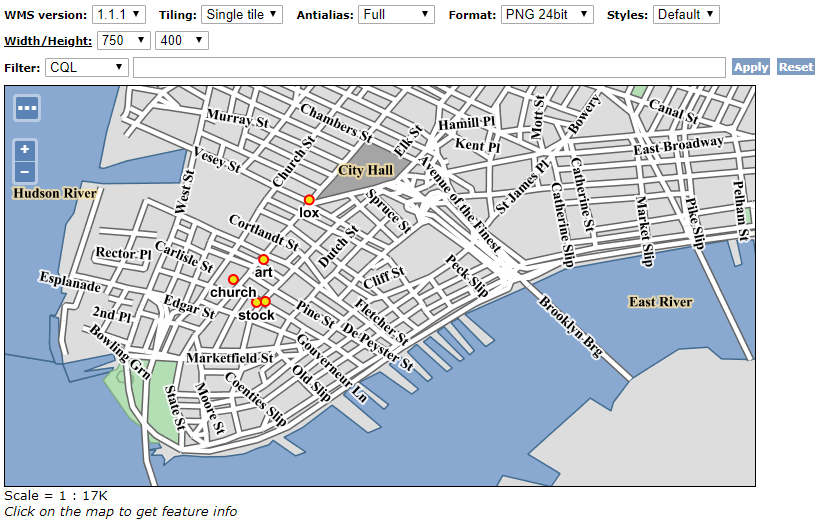 WMS version: 1.1.1 Tiling: Single tile Antialias: Full Format: PNG 24bit Styles: Default
Width/Height: 750 400
Filter: CQL Apply Reset
+
−
Murray St
Chambers St
Elk St
Hamill Pl
Kent Pl
Mott St
Bowery
Canal St
East Broadway
Vesey St
Church St
City Hall
Avenue of the Finest
St James Pl
Catherine St
Catherine Slip
Market Slip
Pike Slip
Pelham St
Hudson River
West St
lox
Spruce St
Cortlandt St
Dutch St
Rector Pl
Carlisle St
art
Cliff St
Peck Slip
Esplanade
church
Edgar St
stock
2nd Pl
Pine St
Fletcher St
De Peyster St
East River
Brooklyn Brg
Bowling Grn
Marketfield St
Gouverneur Ln
Old Slip
Coenties Slip
Moore St
State St
Scale = 1 : 17K
Click on the map to get feature info